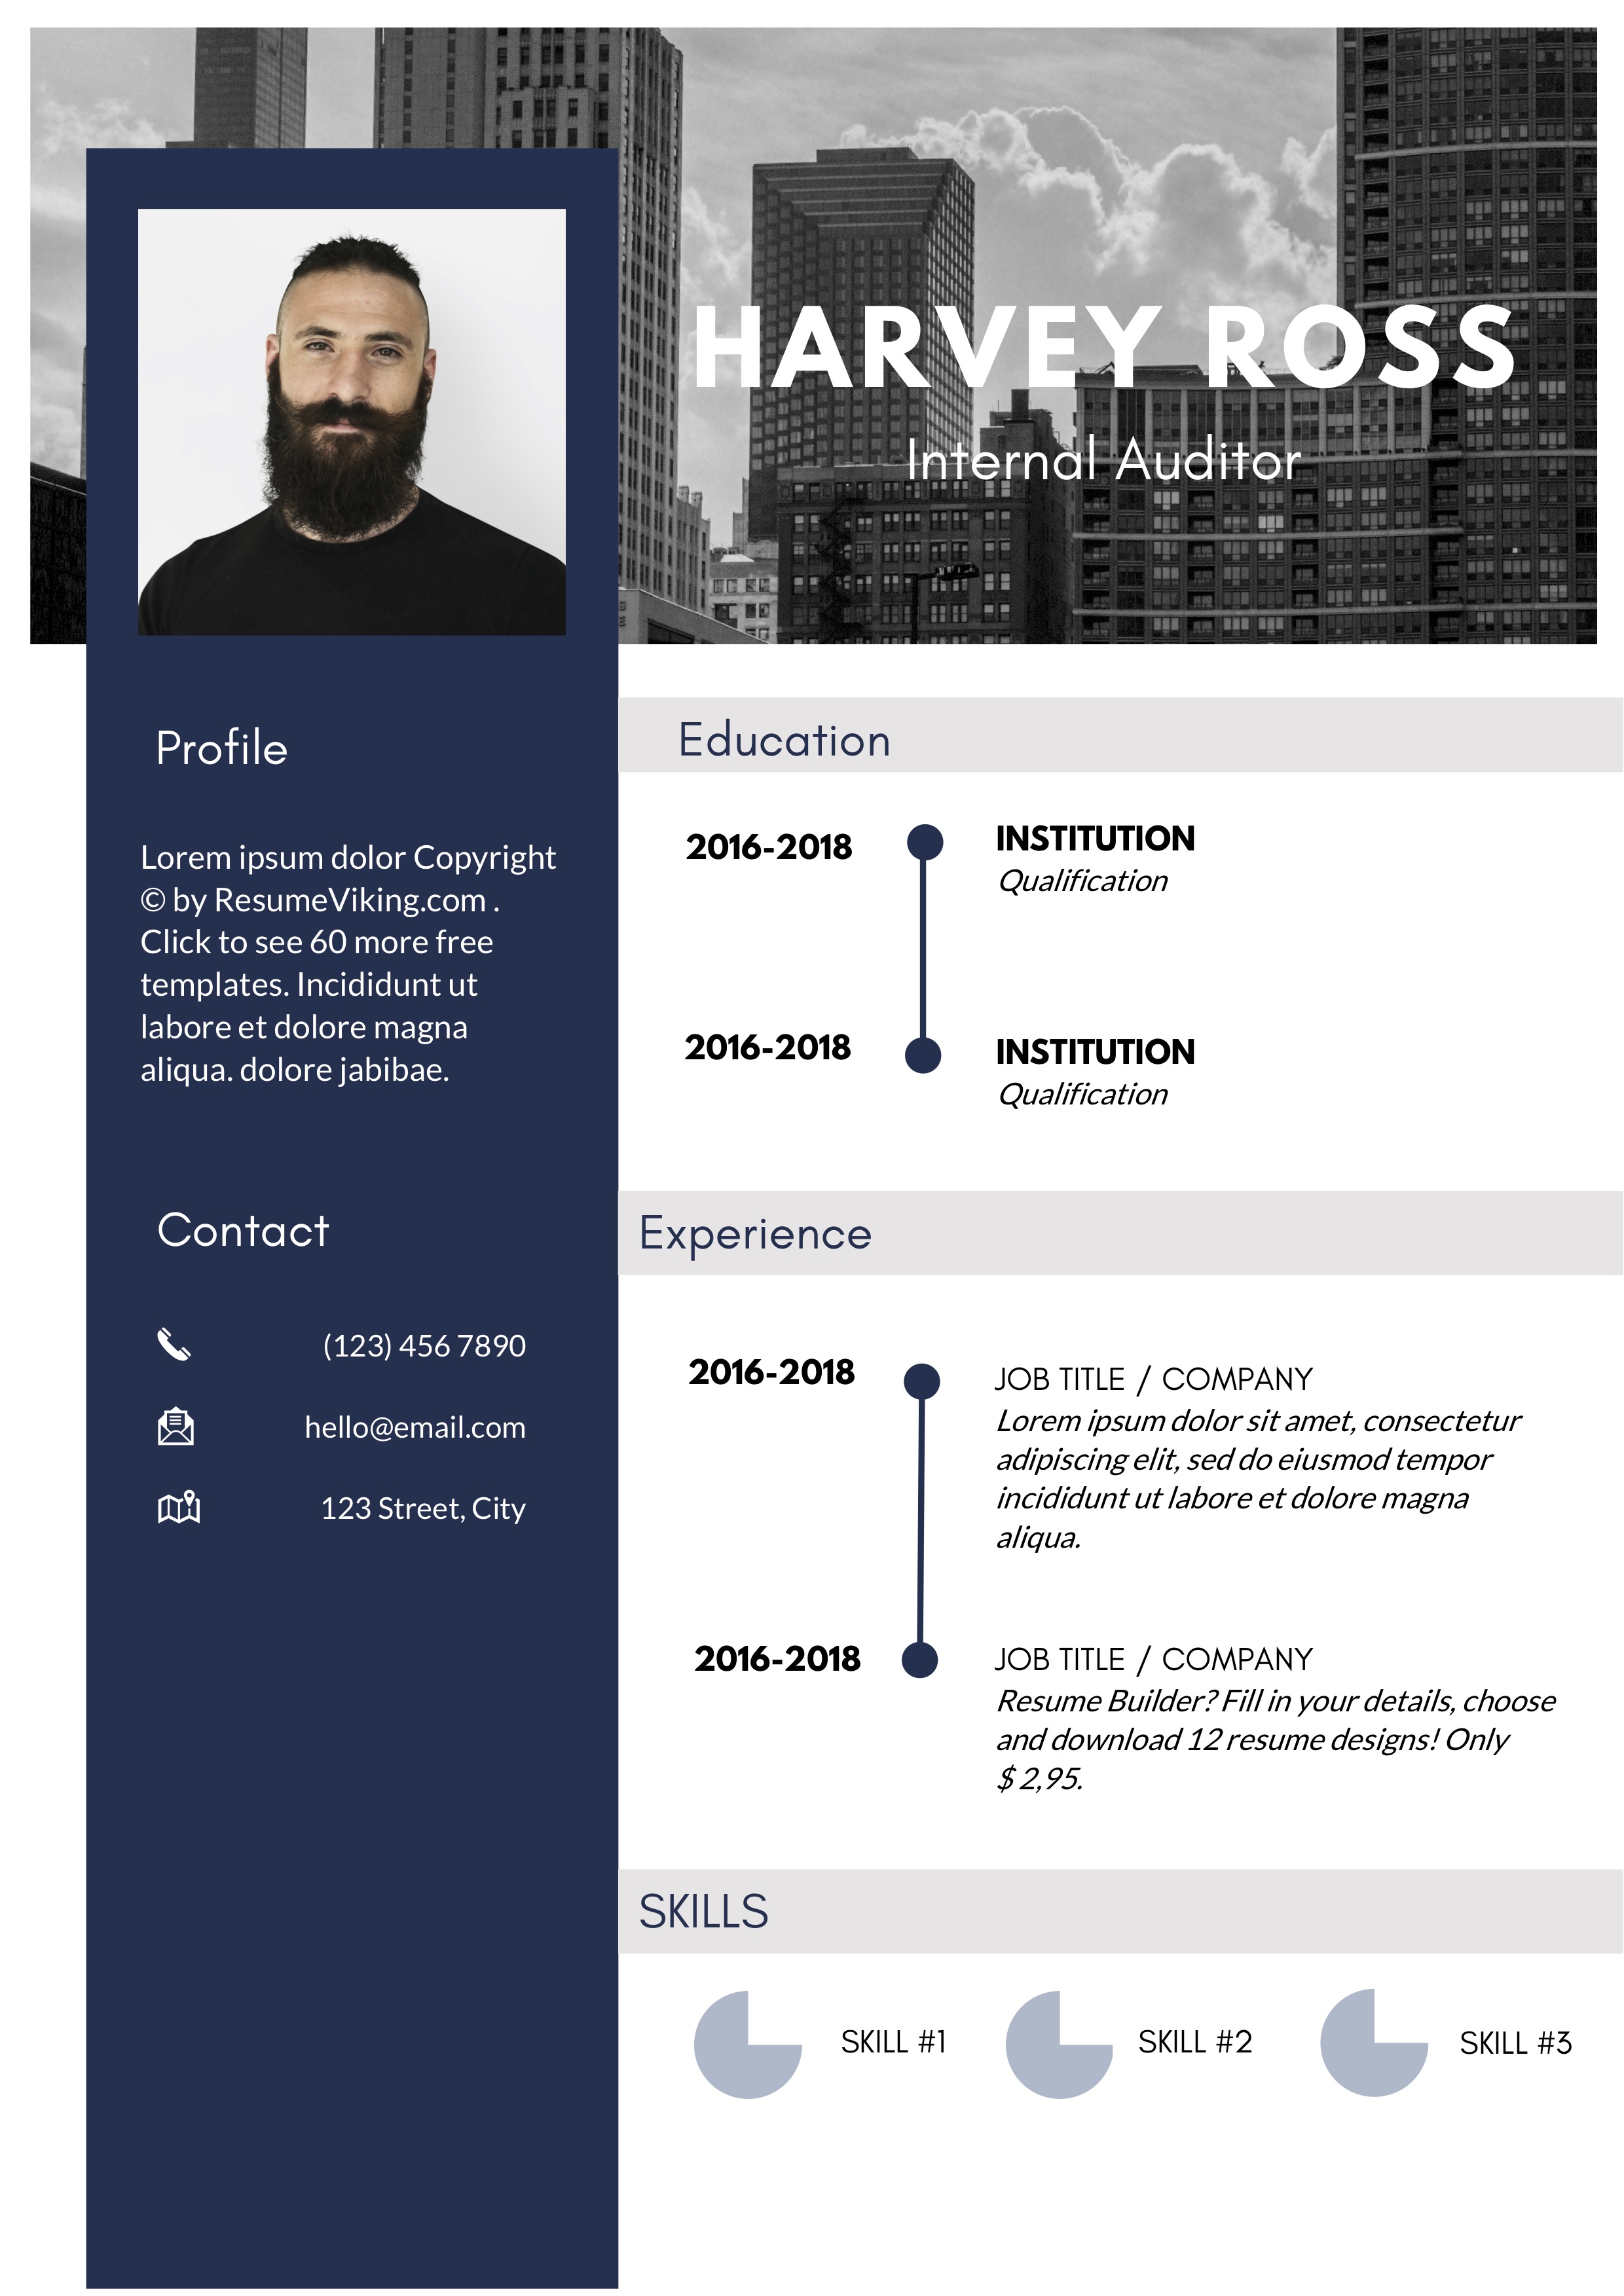 HARVEY ROSS
Internal Auditor
Profile
Lorem ipsum dolor Copyright
© by ResumeViking.com .
Click to see 60 more free
templates. Incididunt ut
labore et dolore magna
aliqua. dolore jabibae.
Contact
(123) 456 7890
hello@email.com
123 Street, City
Education
2016-2018
INSTITUTION
Qualification
2016-2018
INSTITUTION
Qualification
Experience
2016-2018
JOB TITLE / COMPANY
Lorem ipsum dolor sit amet, consectetur
adipiscing elit, sed do eiusmod tempor
incididunt ut labore et dolore magna
aliqua.
2016-2018
JOB TITLE / COMPANY
Resume Builder? Fill in your details, choose
and download 12 resume designs! Only
$ 2,95.
SKILLS
SKILL #1
SKILL #2
SKILL #3